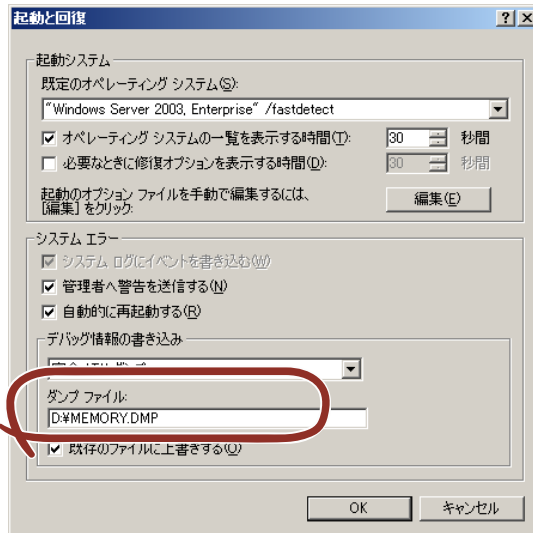 起動と回復
起動システム
既定のオペレーティング システム(S):
"Windows Server 2003, Enterprise" /fastdetect
オペレーティング システムの一覧を表示する時間(T): 30 秒間
必要なときに修復オプションを表示する時間(D): 30 秒間
起動のオプション ファイルを手動で編集するには、
[編集] をクリック:
編集(E)
システム エラー
システム ログにイベントを書き込む(W)
管理者へ警告を送信する(N)
自動的に再起動する(R)
デバッグ情報の書き込み
ダンプ ファイル:
D:¥MEMORY.DMP
既存のファイルに上書きする(O)
OK キャンセル